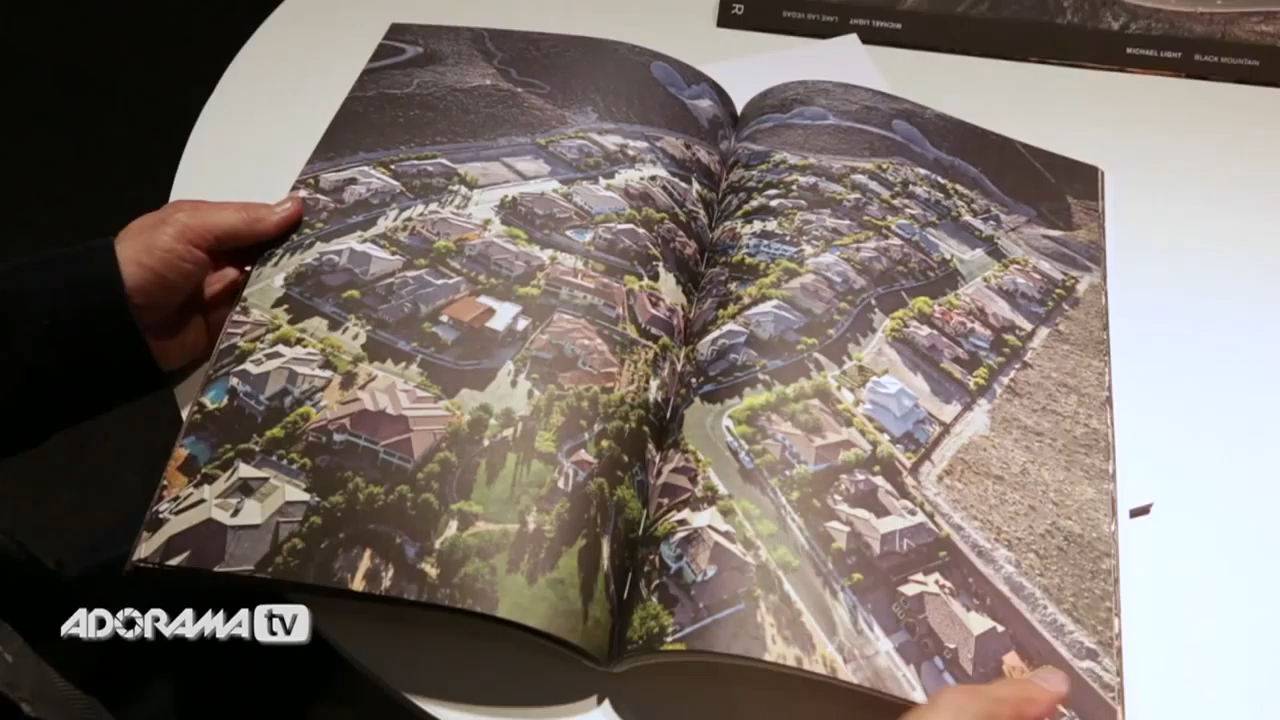 R
LAKE LAS VEGAS MICHAEL LIGHT
MICHAEL LIGHT BLACK MOUNTAIN
ADORAMA tv